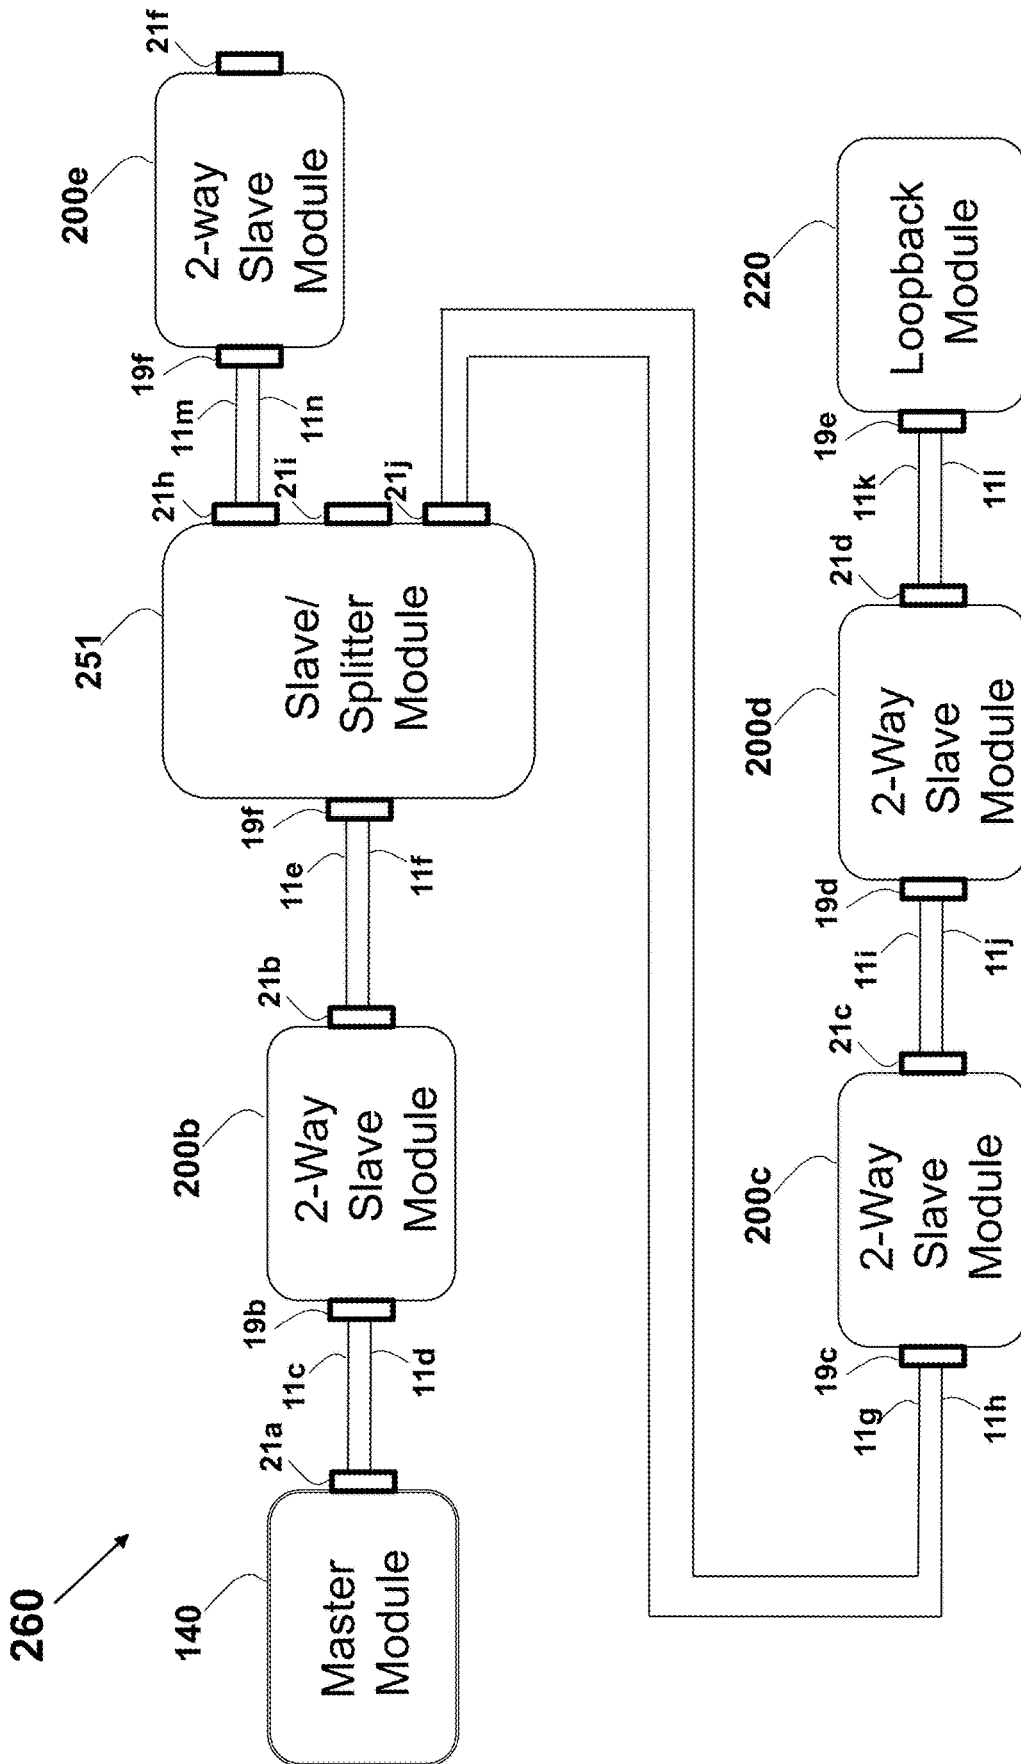 260
140
Master
Module
21a
11c
11d
19b
200b
2-Way
Slave
Module
21b
11e
11f
19f
251
Slave/
Splitter
Module
21h
21i
21j
11m
11n
19f
200e
2-way
Slave
Module
21f
11g
11h
19c
200c
2-Way
Slave
Module
21c
11i
11j
19d
200d
2-Way
Slave
Module
21d
11k
11l
19e
220
Loopback
Module